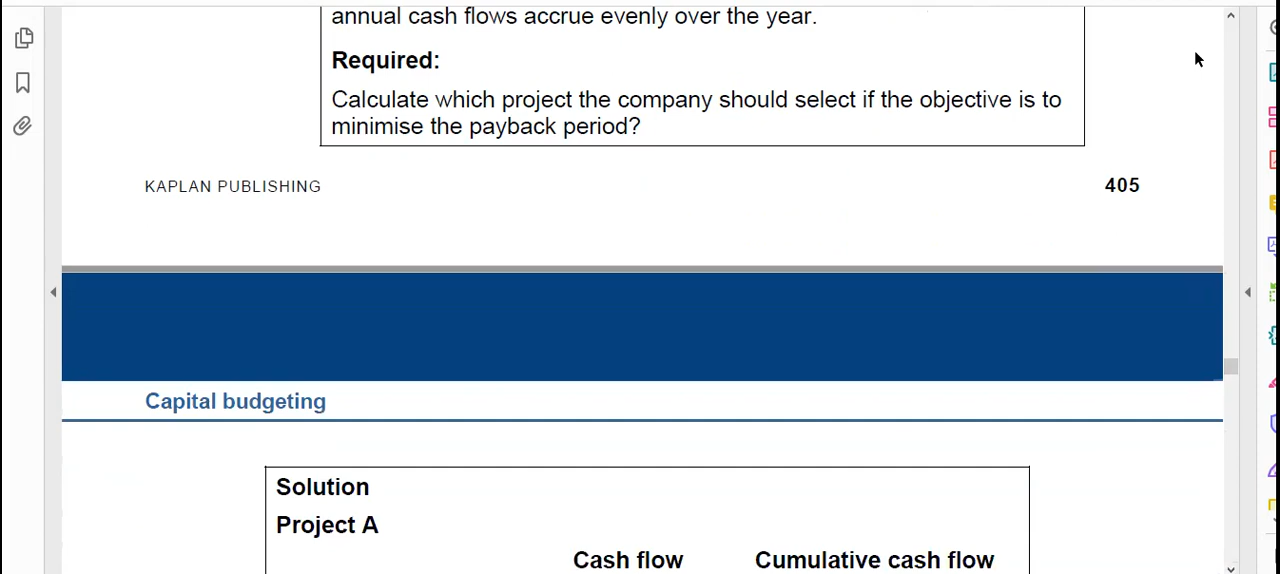 annual cash flows accrue evenly over the year.
Required:
Calculate which project the company should select if the objective is to
minimise the payback period?
KAPLAN PUBLISHING 405
Capital budgeting
Solution
Project A
Cash flow Cumulative cash flow